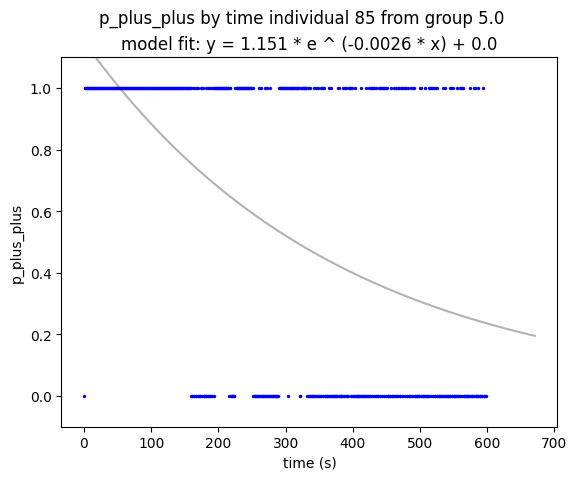 p_plus_plus by time individual 85 from group 5.0
model fit: y = 1.151 * e ^ (-0.0026 * x) + 0.0
1.0
0.8
0.6
0.4
0.2
0.0
p_plus_plus
0 100 200 300 400 500 600 700
time (s)